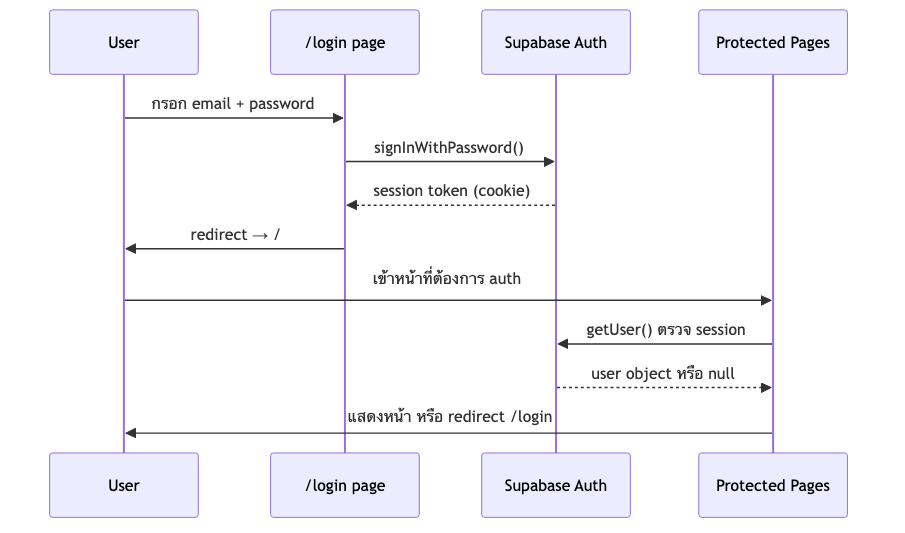 User
/login page
Supabase Auth
Protected Pages
กรอก email + password
signInWithPassword()
session token (cookie)
redirect → /
เข้าหน้าที่ต้องการ auth
getUser() ตรวจ session
user object หรือ null
แสดงหน้า หรือ redirect /login
User
/login page
Supabase Auth
Protected Pages